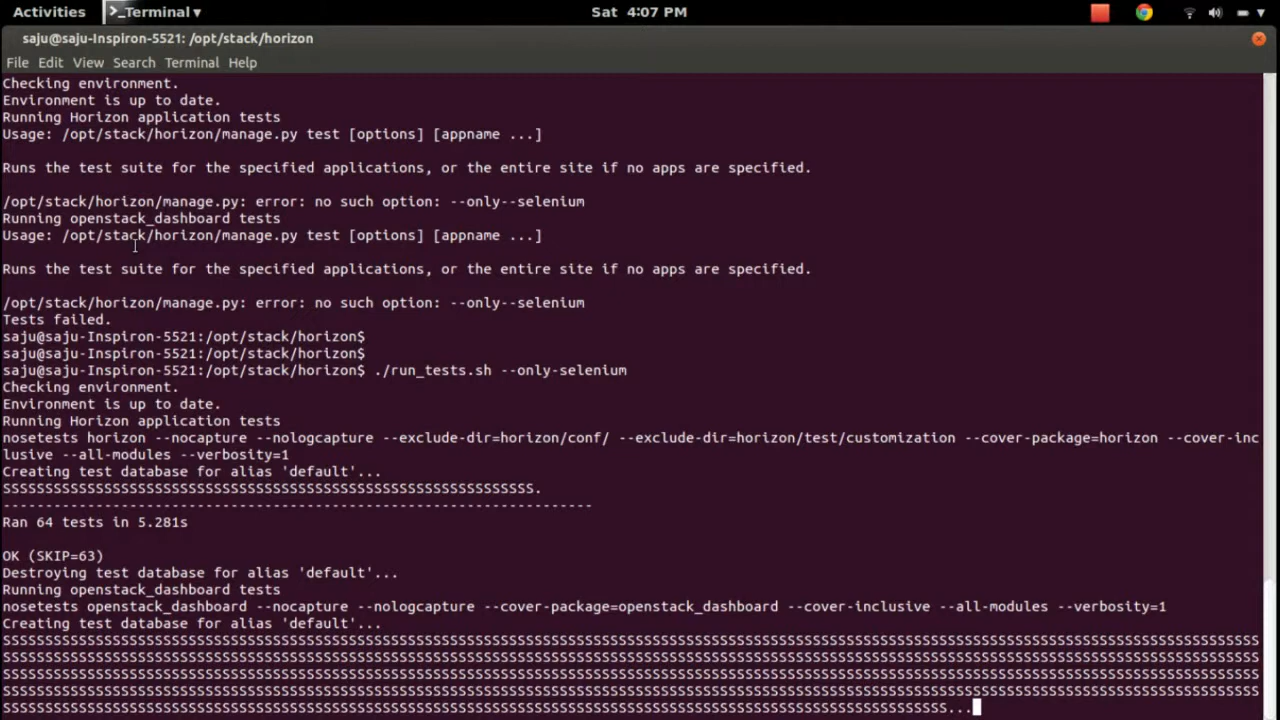 Activities
>_Terminal ▾
Sat 4:07 PM
saju@saju-Inspiron-5521: /opt/stack/horizon
File Edit View Search Terminal Help
Checking environment.
Environment is up to date.
Running Horizon application tests
Usage: /opt/stack/horizon/manage.py test [options] [appname ...]
Runs the test suite for the specified applications, or the entire site if no apps are specified.
/opt/stack/horizon/manage.py: error: no such option: --only--selenium
Running openstack_dashboard tests
Usage: /opt/stack/horizon/manage.py test [options] [appname ...]
Runs the test suite for the specified applications, or the entire site if no apps are specified.
/opt/stack/horizon/manage.py: error: no such option: --only--selenium
Tests failed.
saju@saju-Inspiron-5521:/opt/stack/horizon$
saju@saju-Inspiron-5521:/opt/stack/horizon$
saju@saju-Inspiron-5521:/opt/stack/horizon$ ./run_tests.sh --only-selenium
Checking environment.
Environment is up to date.
Running Horizon application tests
nosetests horizon --nocapture --nologcapture --exclude-dir=horizon/conf/ --exclude-dir=horizon/test/customization --cover-package=horizon --cover-inc
lusive --all-modules --verbosity=1
Creating test database for alias 'default'...
SSSSSSSSSSSSSSSSSSSSSSSSSSSSSSSSSSSSSSSSSSSSSSSSSSSSSSSSSSSSSSS.
----------------------------------------------------------------------
Ran 64 tests in 5.281s
OK (SKIP=63)
Destroying test database for alias 'default'...
Running openstack_dashboard tests
nosetests openstack_dashboard --nocapture --nologcapture --cover-package=openstack_dashboard --cover-inclusive --all-modules --verbosity=1
Creating test database for alias 'default'...
SSSSSSSSSSSSSSSSSSSSSSSSSSSSSSSSSSSSSSSSSSSSSSSSSSSSSSSSSSSSSSSSSSSSSSSSSSSSSSSSSSSSSSSSSSSSSSSSSSSSSSSSSSSSSSSSSSSSSSSSSSSSSSSSSSSSSSSSSSSSSSSSSSSSS
SSSSSSSSSSSSSSSSSSSSSSSSSSSSSSSSSSSSSSSSSSSSSSSSSSSSSSSSSSSSSSSSSSSSSSSSSSSSSSSSSSSSSSSSSSSSSSSSSSSSSSSSSSSSSSSSSSSSSSSSSSSSSSSSSSSSSSSSSSSSSSSSSSSSS
SSSSSSSSSSSSSSSSSSSSSSSSSSSSSSSSSSSSSSSSSSSSSSSSSSSSSSSSSSSSSSSSSSSSSSSSSSSSSSSSSSSSSSSSSSSSSSSSSSSSSSSSSSSSSSSSSSSSSSSSSSSSSSSSSSSSSSSSSSSSSSSSSSSSS
SSSSSSSSSSSSSSSSSSSSSSSSSSSSSSSSSSSSSSSSSSSSSSSSSSSSSSSSSSSSSSSSSSSSSSSSSSSSSSSSSSSSSSSSSSSSSSSSSSSSSSSSSSSSSSSSSSSSSSSSSSSSSSSSSSSSSSSSSSSSSSSSSSSSS
SSSSSSSSSSSSSSSSSSSSSSSSSSSSSSSSSSSSSSSSSSSSSSSSSSSSSSSSSSSSSSSSSSSSSSSSSSSSSSSSSSSSSSSSSSSSSSSSSSSSSSSSSSSSSSSS...